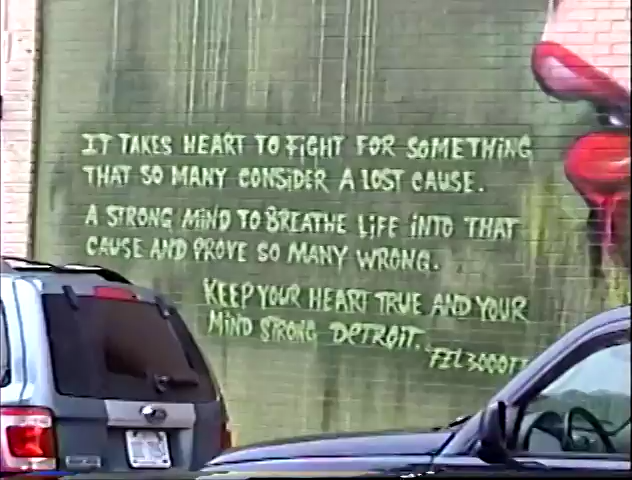 IT TAKES HEART TO FIGHT FOR SOMETHING
THAT SO MANY CONSIDER A LOST CAUSE.
A STRONG MIND TO BREATHE LIFE INTO THAT
CAUSE AND PROVE SO MANY WRONG.
KEEP YOUR HEART TRUE AND YOUR
MIND STRONG DETROIT.
FEL3000FT